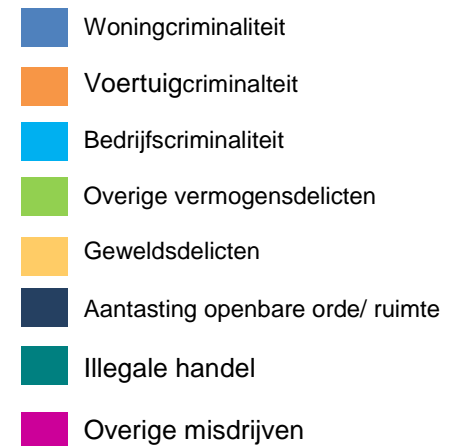 Woningcriminaliteit
Voertuigcriminalteit
Bedrijfscriminaliteit
Overige vermogensdelicten
Geweldsdelicten
Aantasting openbare orde/ ruimte
Illegale handel
Overige misdrijven